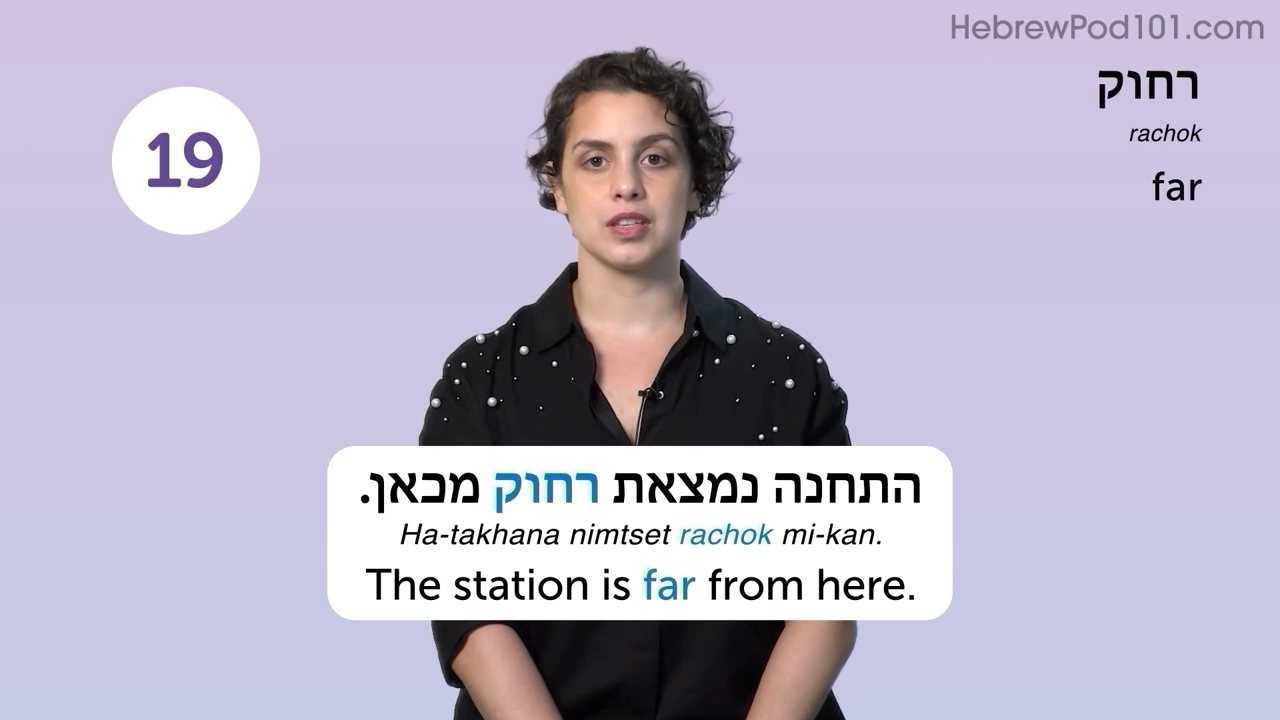 HebrewPod101.com
19
רחוק
rachok
far
התחנה נמצאת רחוק מכאן.
Ha-takhana nimtset rachok mi-kan.
The station is far from here.